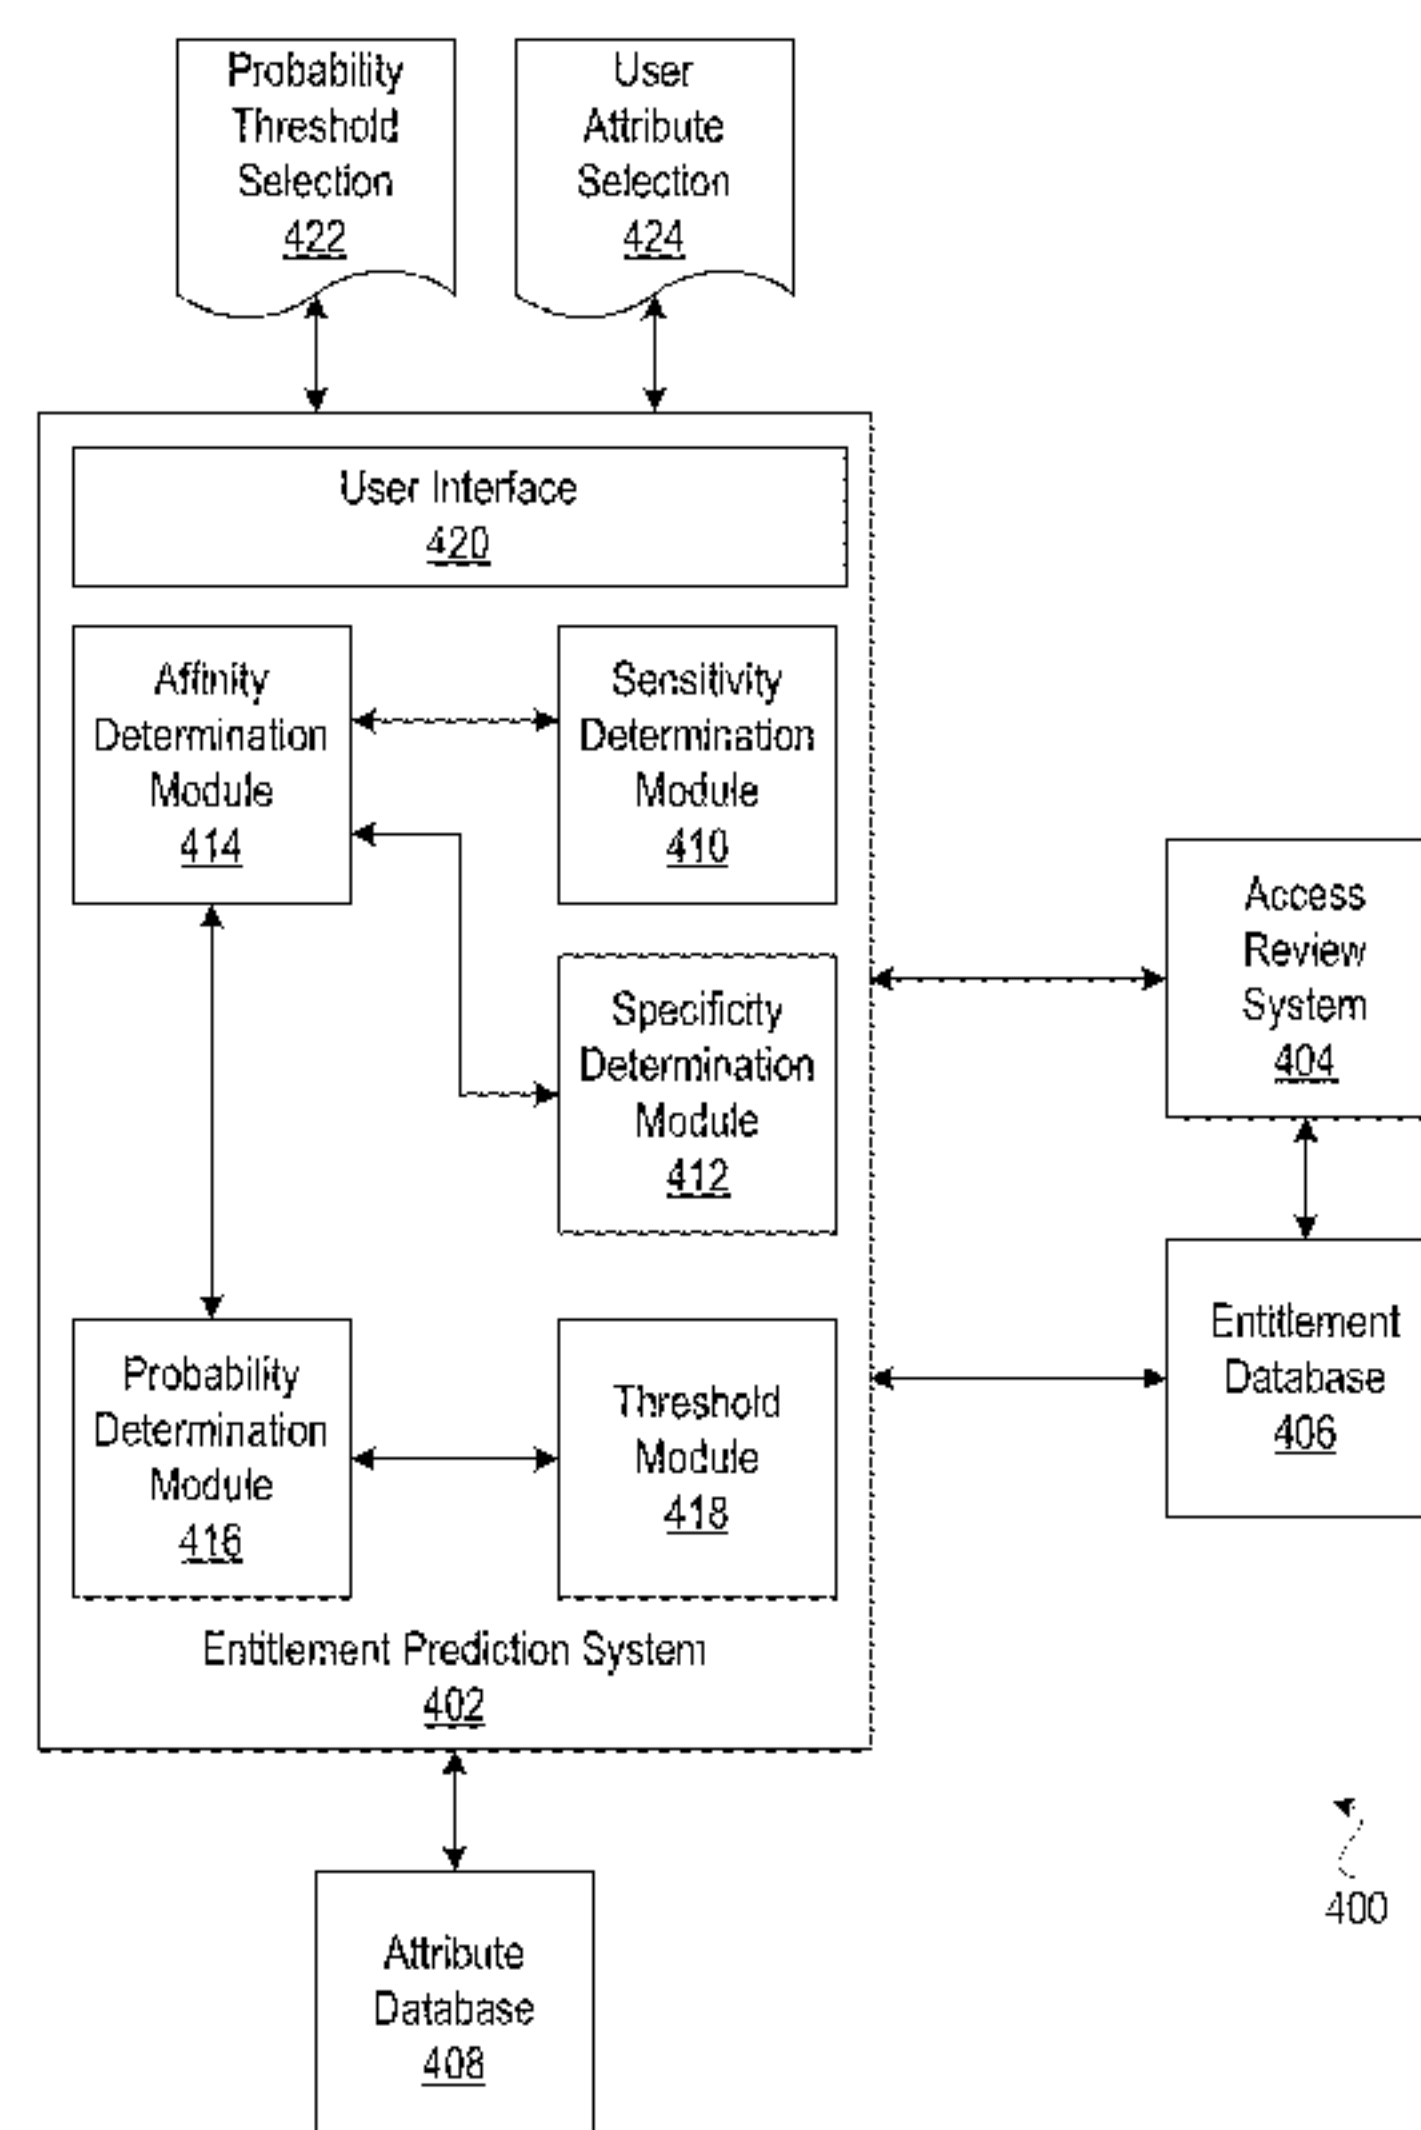 Probability
Threshold
Selection
422
User
Attribute
Selection
424
User Interface
420
Affinity
Determination
Module
414
Sensitivity
Determination
Module
410
Specificity
Determination
Module
412
Access
Review
System
404
Entitlement
Database
406
Probability
Determination
Module
416
Threshold
Module
418
Entitlement Prediction System
402
Attribute
Database
408
400